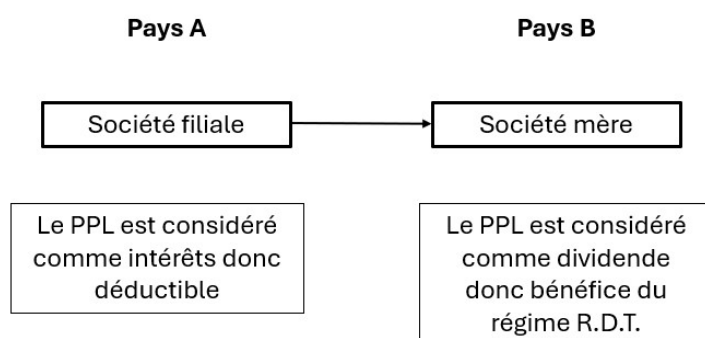 Pays A
Pays B
Société filiale
Société mère
Le PPL est considéré
comme intérêts donc
déductible
Le PPL est considéré
comme dividende
donc bénéfice du
régime R.D.T.